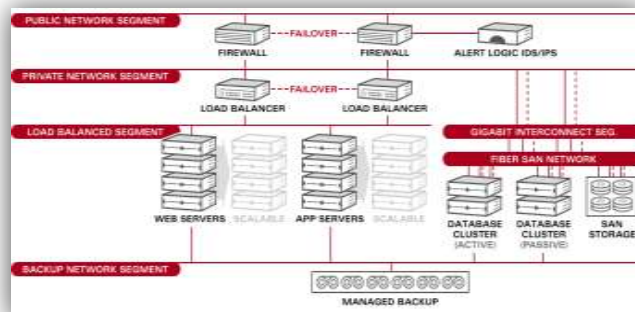 PUBLIC NETWORK SEGMENT
FAILOVER
FIREWALL
FIREWALL
ALERT LOGIC IDS/IPS
PRIVATE NETWORK SEGMENT
FAILOVER
LOAD BALANCER
LOAD BALANCER
LOAD BALANCED SEGMENT
GIGABIT INTERCONNECT SEG.
FIBER SAN NETWORK
WEB SERVERS
SCALABLE
APP SERVERS
SCALABLE
DATABASE
CLUSTER
(ACTIVE)
DATABASE
CLUSTER
(PASSIVE)
SAN
STORAGE
BACKUP NETWORK SEGMENT
MANAGED BACKUP